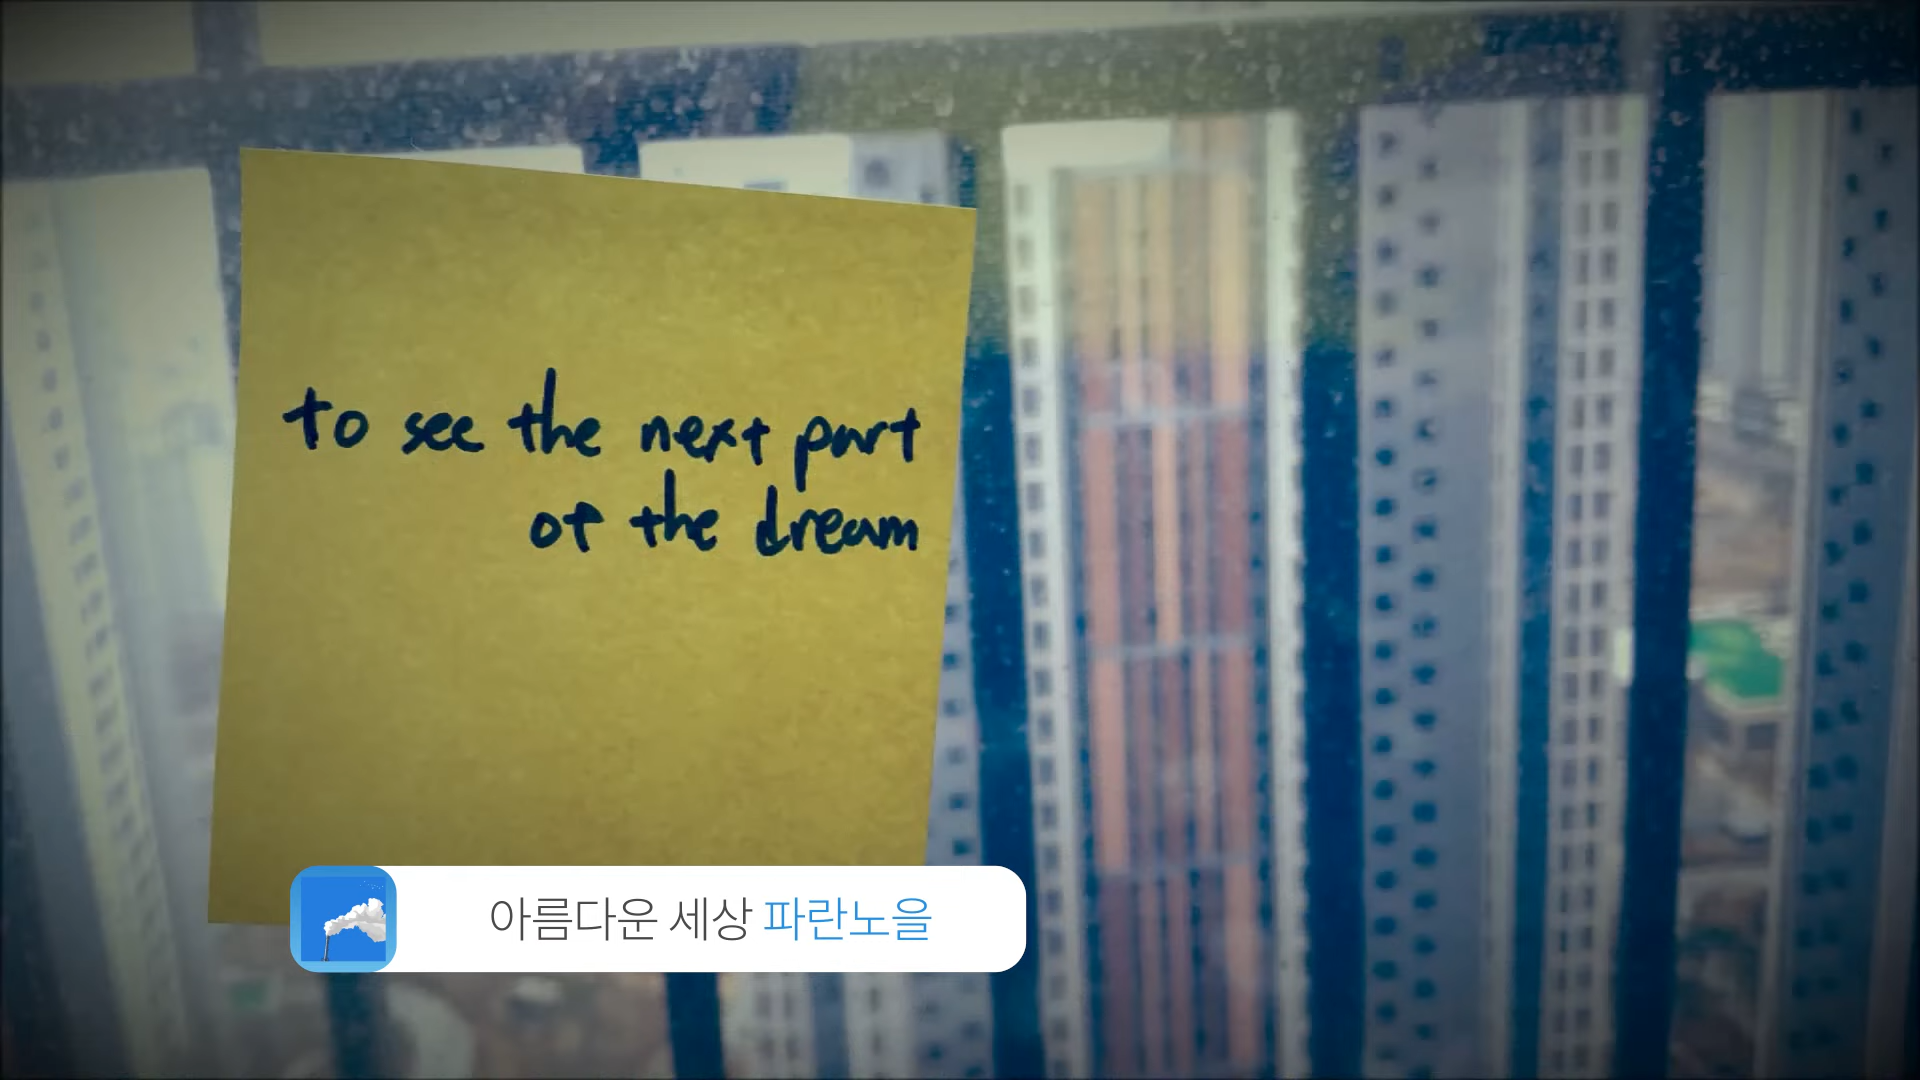 to see the next part
of the dream
아름다운 세상 파란노을